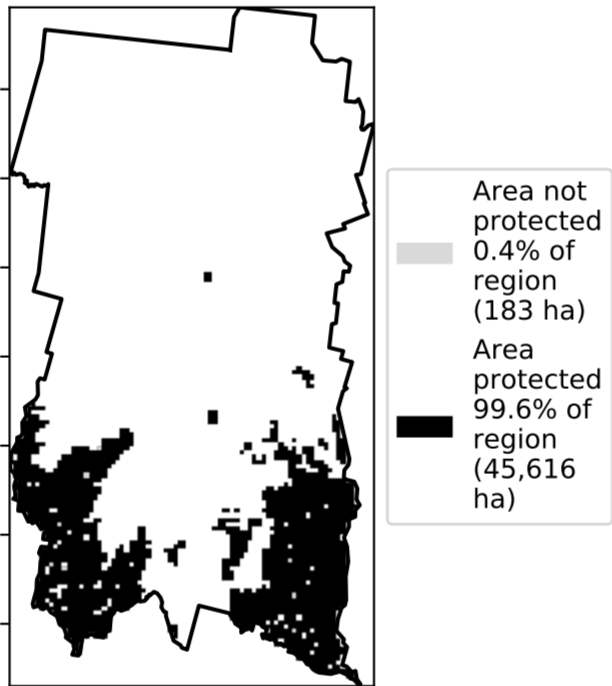 Area not
protected
0.4% of
region
(183 ha)
Area
protected
99.6% of
region
(45,616
ha)